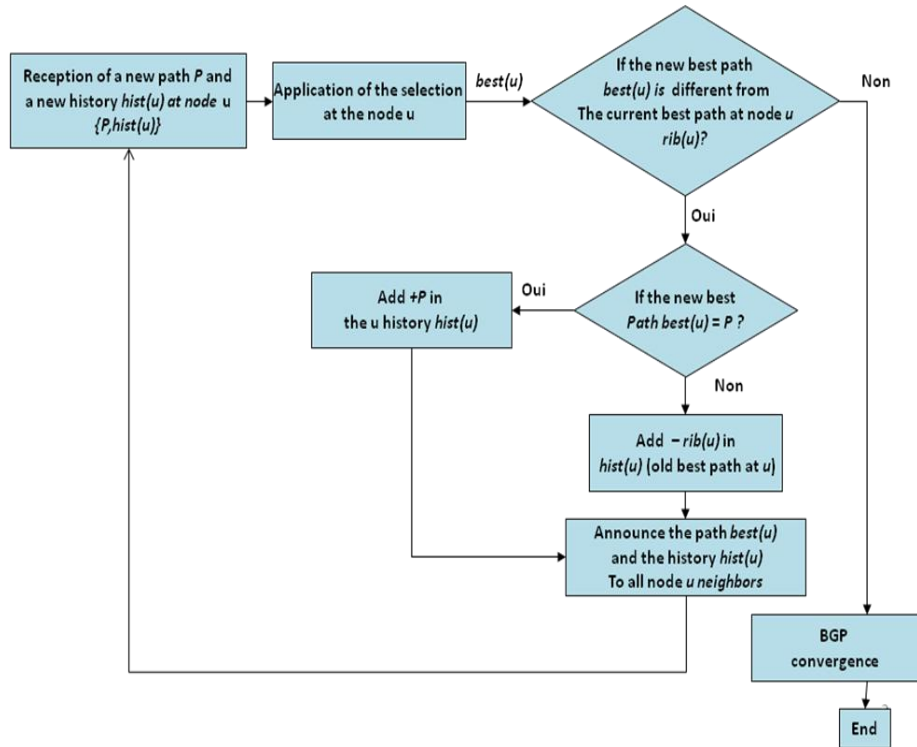 Reception of a new path P and
a new history hist(u) at node u
{P,hist(u)}
Application of the selection
at the node u
best(u)
If the new best path
best(u) is different from
The current best path at node u
rib(u)?
Non
Oui
If the new best
Path best(u) = P ?
Oui
Add +P in
the u history hist(u)
Non
Add – rib(u) in
hist(u) (old best path at u)
Announce the path best(u)
and the history hist(u)
To all node u neighbors
BGP
convergence
End